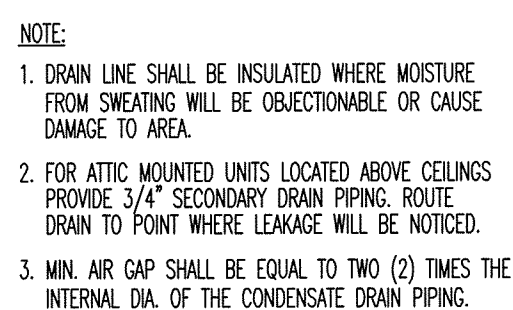 NOTE:
1. DRAIN LINE SHALL BE INSULATED WHERE MOISTURE
FROM SWEATING WILL BE OBJECTIONABLE OR CAUSE
DAMAGE TO AREA.
2. FOR ATTIC MOUNTED UNITS LOCATED ABOVE CEILINGS
PROVIDE 3/4" SECONDARY DRAIN PIPING. ROUTE
DRAIN TO POINT WHERE LEAKAGE WILL BE NOTICED.
3. MIN. AIR GAP SHALL BE EQUAL TO TWO (2) TIMES THE
INTERNAL DIA. OF THE CONDENSATE DRAIN PIPING.